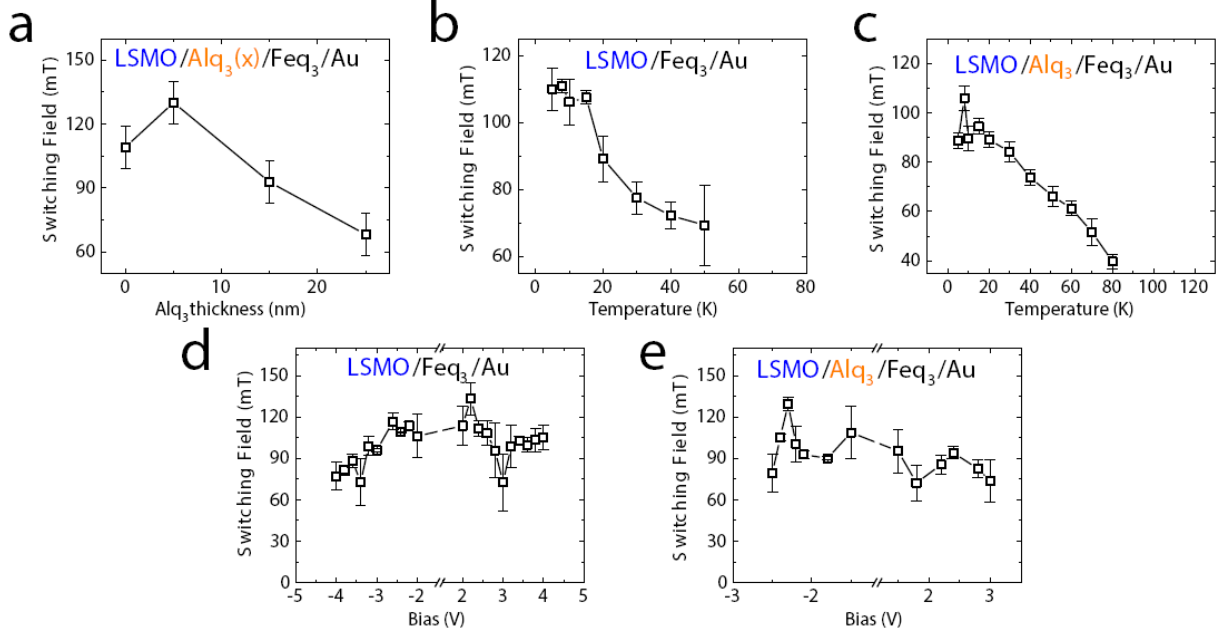 a
LSMO/Alq₃(x)/Feq₃/Au
Switching Field (mT)
150
120
90
60
0
10
20
Alq₃thickness (nm)
b
LSMO/Feq₃/Au
Switching Field (mT)
120
100
80
60
0
20
40
60
80
Temperature (K)
c
LSMO/Alq₃/Feq₃/Au
Switching Field (mT)
120
100
80
60
40
0
20
40
60
80
100
120
Temperature (K)
d
LSMO/Feq₃/Au
Switching Field (mT)
150
120
90
60
30
0
-5
-4
-3
-2
2
3
4
5
Bias (V)
e
LSMO/Alq₃/Feq₃/Au
Switching Field (mT)
150
120
90
60
30
0
-3
-2
2
3
Bias (V)